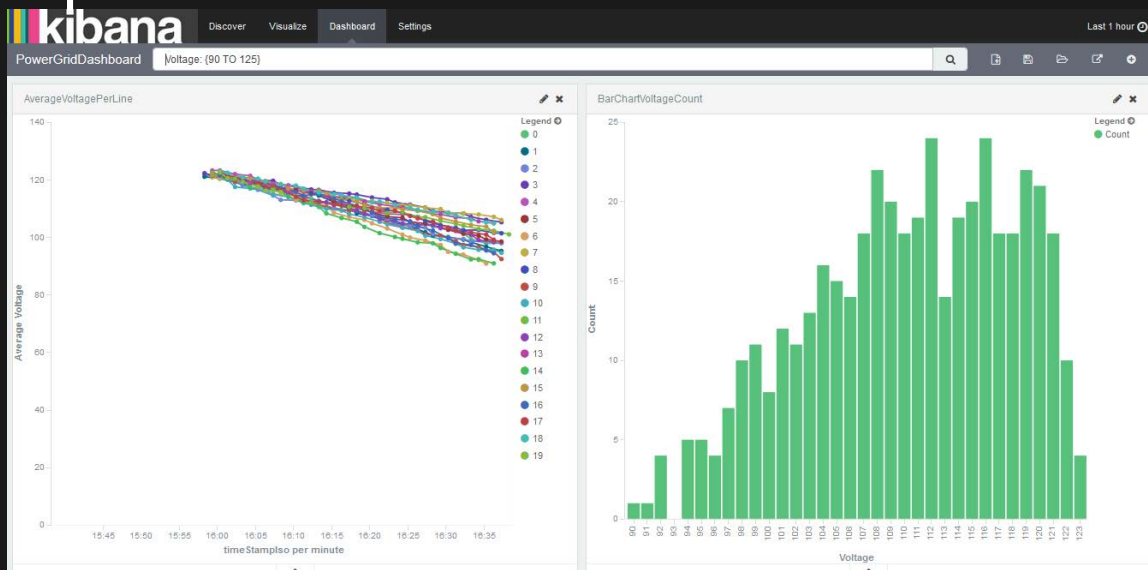 kibana
Discover Visualize Dashboard Settings Last 1 hour
PowerGridDashboard Voltage: {90 TO 125}
AverageVoltagePerLine
Legend
0
1
2
3
4
5
6
7
8
9
10
11
12
13
14
15
16
17
18
19
140
120
100
80
60
40
20
0
Average Voltage
15:45 15:50 15:55 16:00 16:05 16:10 16:15 16:20 16:25 16:30 16:35
timeStampIso per minute
BarChartVoltageCount
Legend
Count
25
20
15
10
5
0
Count
90 91 92 93 94 95 96 97 98 99 100 101 102 103 104 105 106 107 108 109 110 111 112 113 114 115 116 117 118 119 120 121 122 123
Voltage